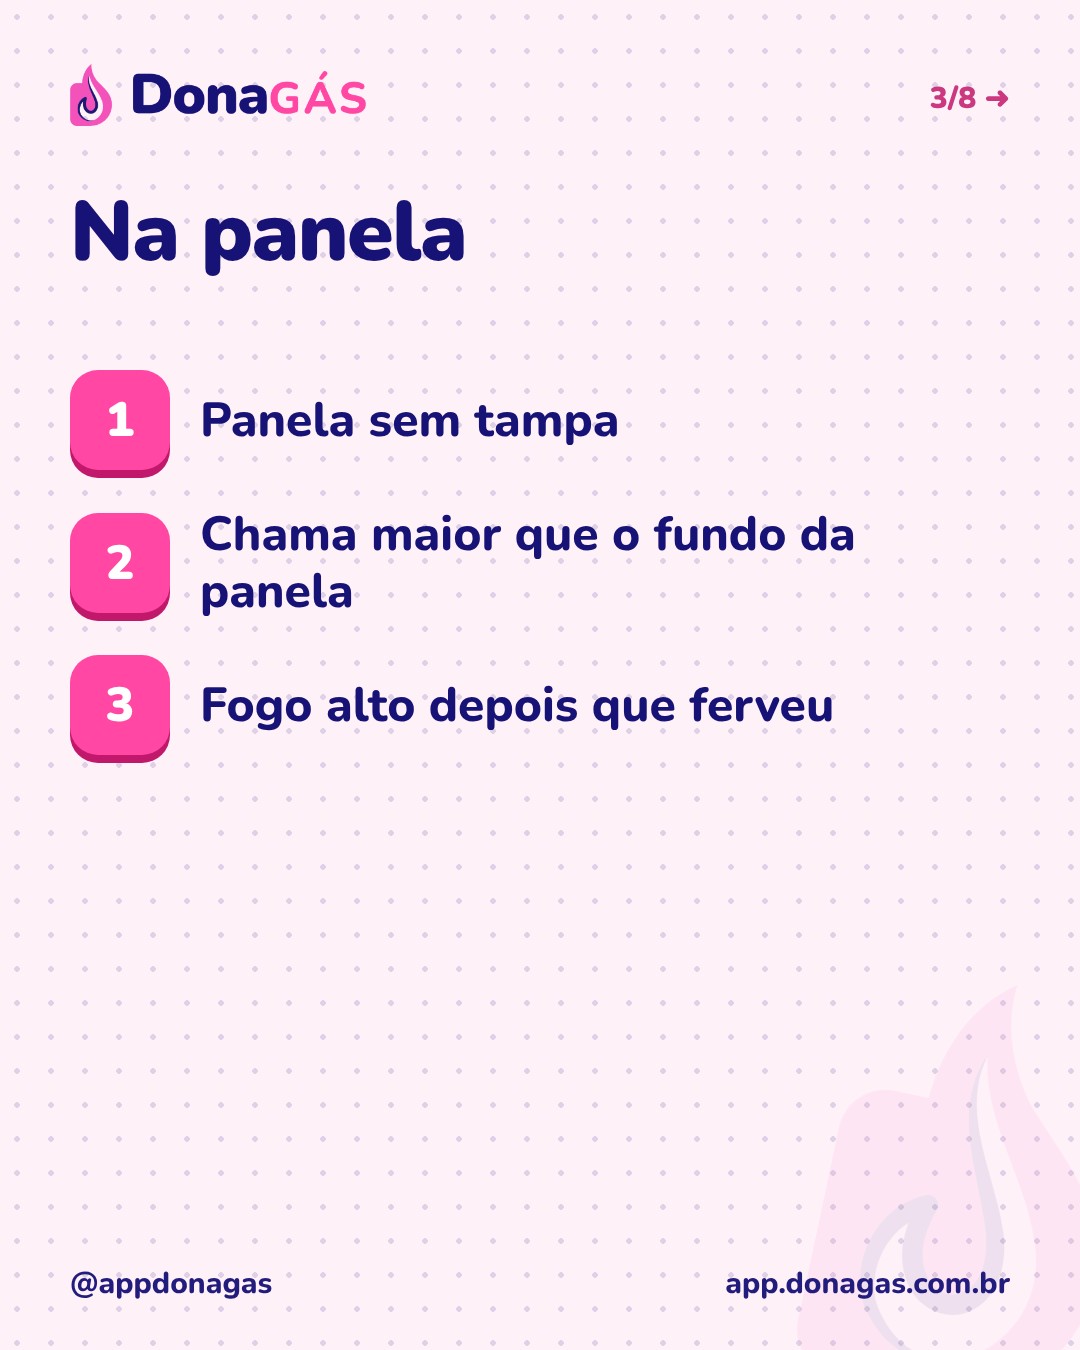 DonaGÁS
3/8 →
Na panela
1
Panela sem tampa
2
Chama maior que o fundo da
panela
3
Fogo alto depois que ferveu
@appdonagas
app.donagas.com.br